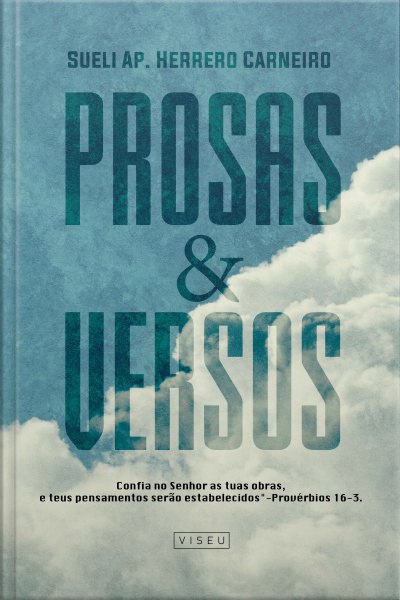 Sueli Ap. Herrero Carneiro
PROSAS
&
VERSOS
Confia no Senhor as tuas obras,
e teus pensamentos serão estabelecidos"-Provérbios 16-3.
VISEU